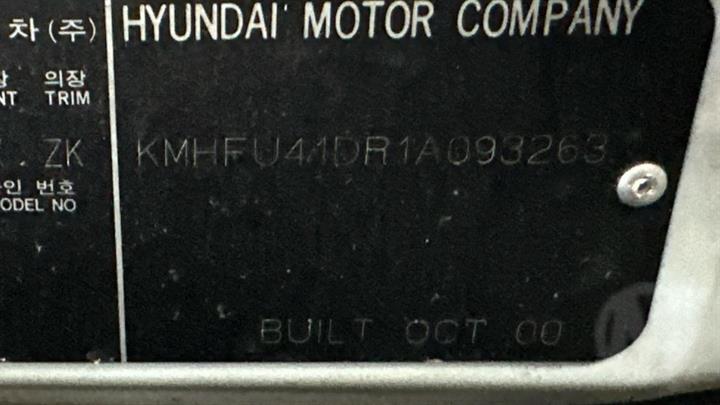 차(주) HYUNDAI MOTOR COMPANY
의장
NT TRIM
ZK KMHFU41DR1A093263
인 번호
ODEL NO
BUILT OCT 00